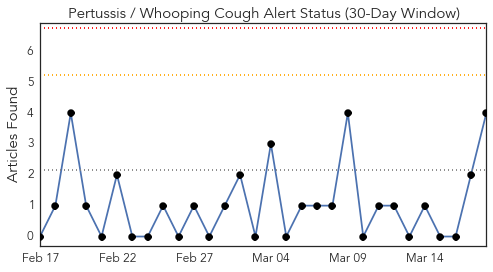 Pertussis / Whooping Cough Alert Status (30-Day Window)
Articles Found
6
5
4
3
2
1
0
Feb 17
Feb 22
Feb 27
Mar 04
Mar 09
Mar 14